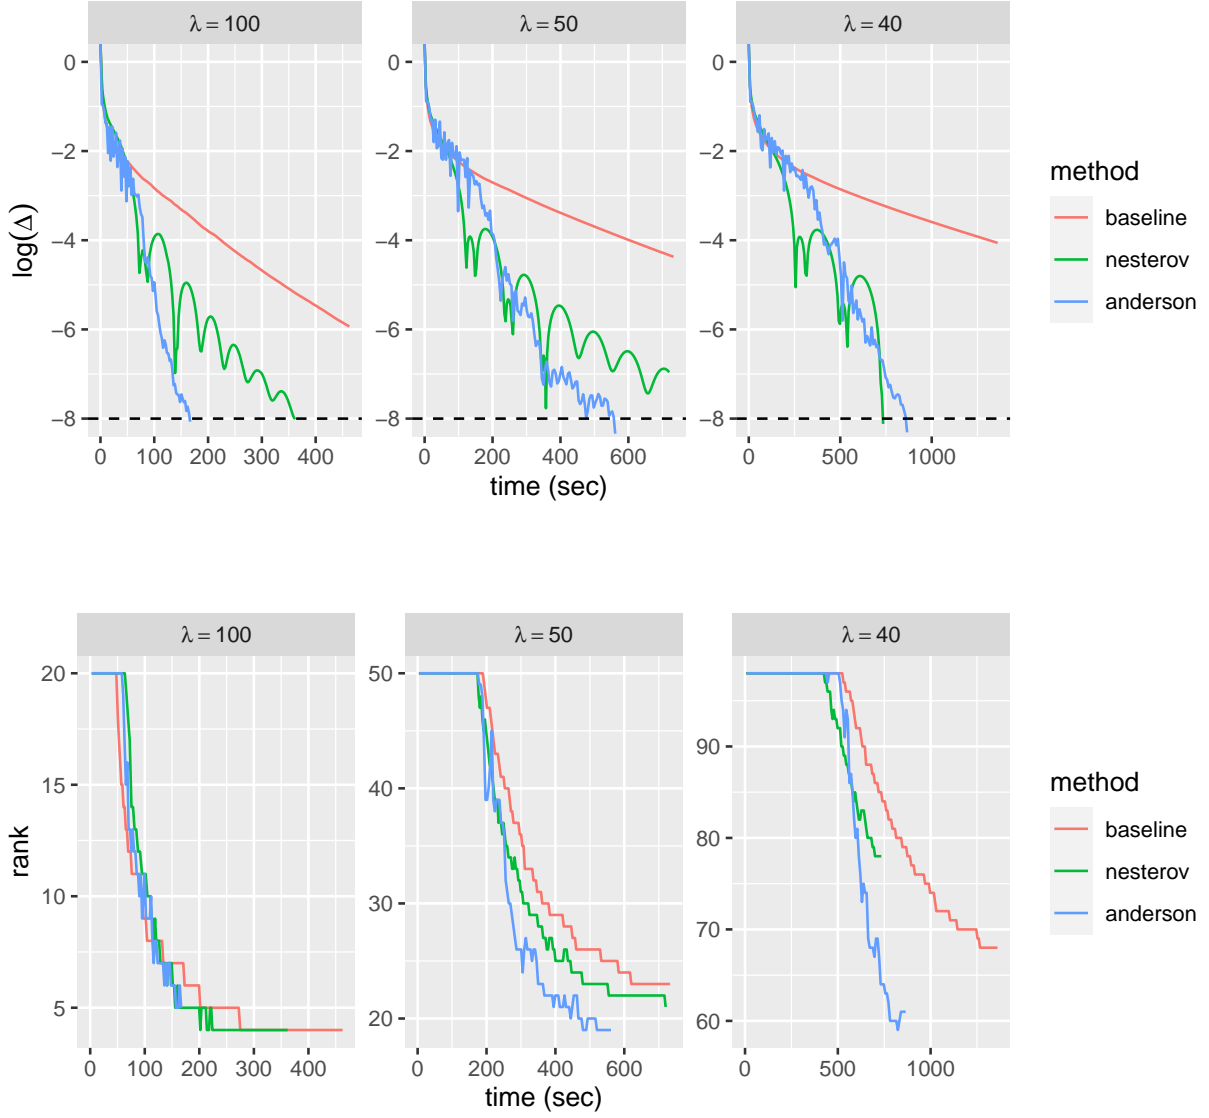 λ = 100
λ = 50
λ = 40
0
−2
−4
−6
−8
log(Δ)
0 100 200 300 400
0 200 400 600
0 500 1000
time (sec)
method
baseline
nesterov
anderson
λ = 100
λ = 50
λ = 40
20
15
10
5
50
40
30
20
90
80
70
60
rank
0 100 200 300 400
0 200 400 600
0 500 1000
time (sec)
method
baseline
nesterov
anderson